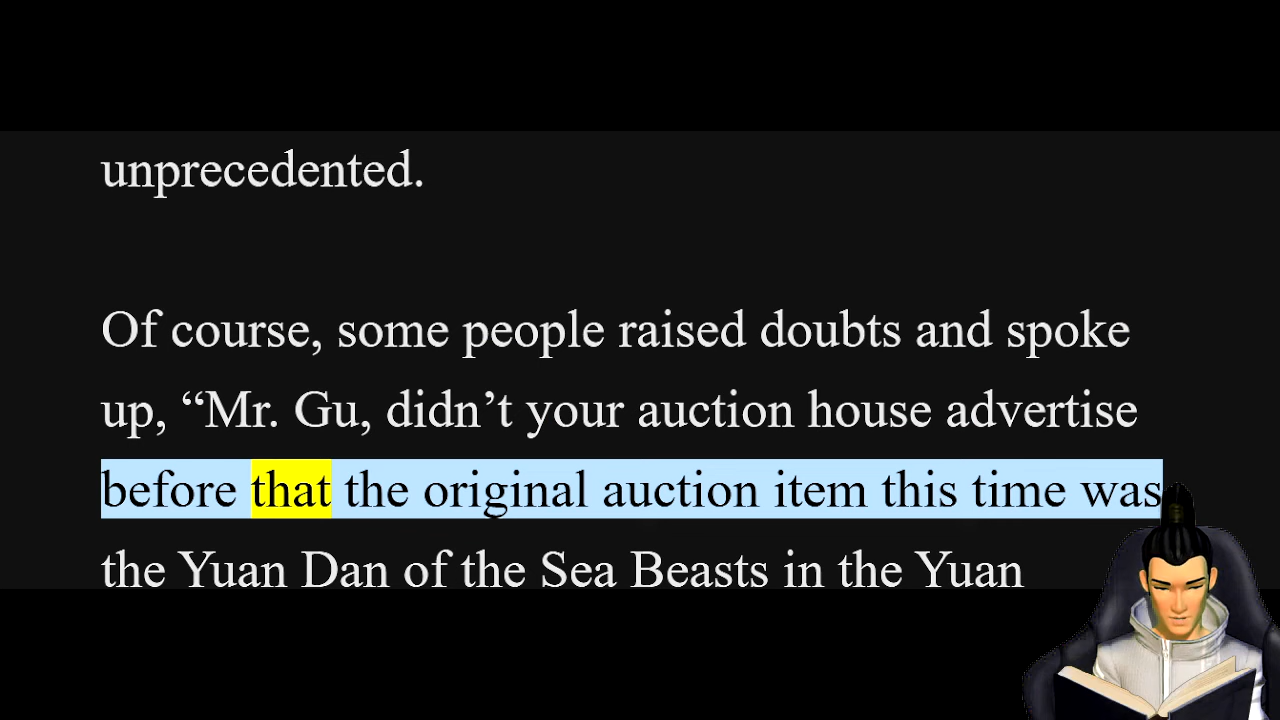 unprecedented.
Of course, some people raised doubts and spoke
up, “Mr. Gu, didn’t your auction house advertise
before that the original auction item this time was
the Yuan Dan of the Sea Beasts in the Yuan